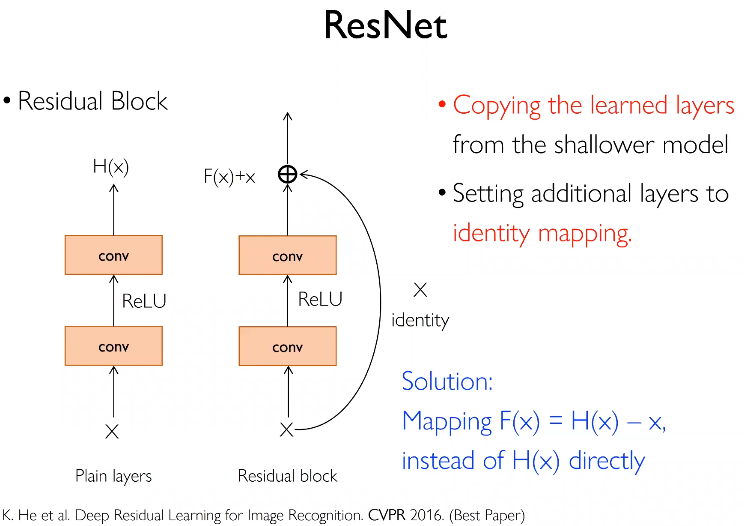 ResNet
• Residual Block
H(x)
conv
ReLU
conv
X
Plain layers
F(x)+x
conv
ReLU
conv
X
Residual block
X
identity
• Copying the learned layers
from the shallower model
• Setting additional layers to
identity mapping.
Solution:
Mapping F(x) = H(x) – x,
instead of H(x) directly
K. He et al. Deep Residual Learning for Image Recognition. CVPR 2016. (Best Paper)